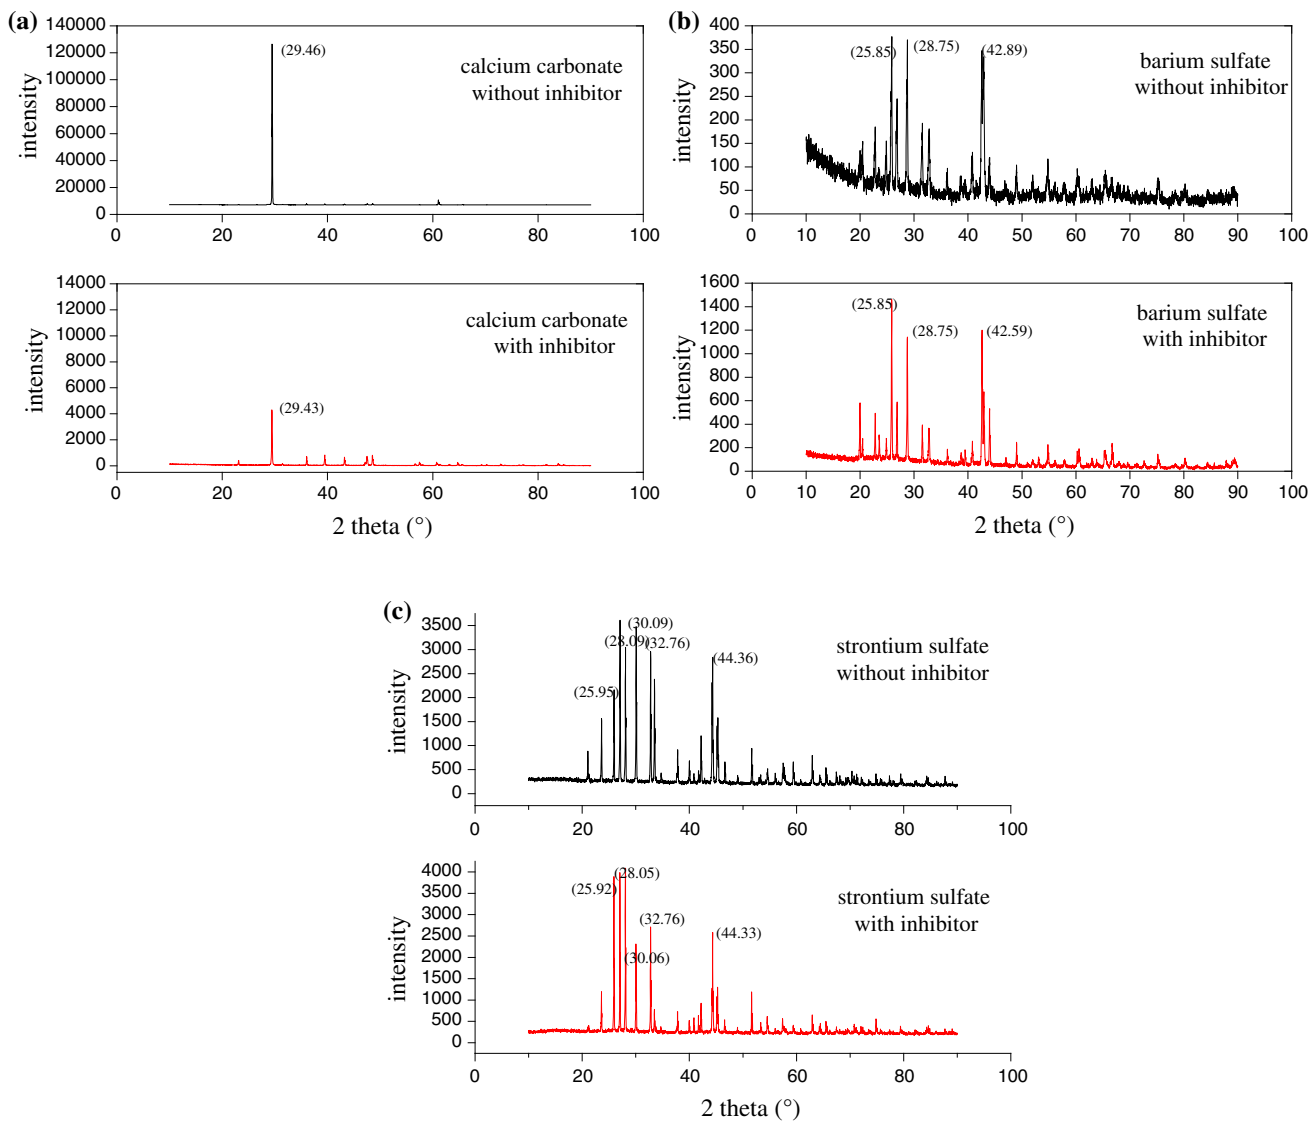 (a)
140000
120000
100000
80000
60000
40000
20000
0
intensity
(29.46)
calcium carbonate
without inhibitor
0 20 40 60 80 100
14000
12000
10000
8000
6000
4000
2000
0
intensity
(29.43)
calcium carbonate
with inhibitor
0 20 40 60 80 100
2 theta (°)
(b)
400
350
300
250
200
150
100
50
0
intensity
(25.85) (28.75) (42.89)
barium sulfate
without inhibitor
0 10 20 30 40 50 60 70 80 90 100
1600
1400
1200
1000
800
600
400
200
0
intensity
(25.85) (28.75) (42.59)
barium sulfate
with inhibitor
0 10 20 30 40 50 60 70 80 90 100
2 theta (°)
(c)
3500
3000
2500
2000
1500
1000
500
0
intensity
(30.09)
(28.09) (32.76)
(44.36)
(25.95)
strontium sulfate
without inhibitor
0 20 40 60 80 100
4000
3500
3000
2500
2000
1500
1000
500
0
intensity
(28.05)
(25.92)
(32.76)
(44.33)
(30.06)
strontium sulfate
with inhibitor
0 20 40 60 80 100
2 theta (°)